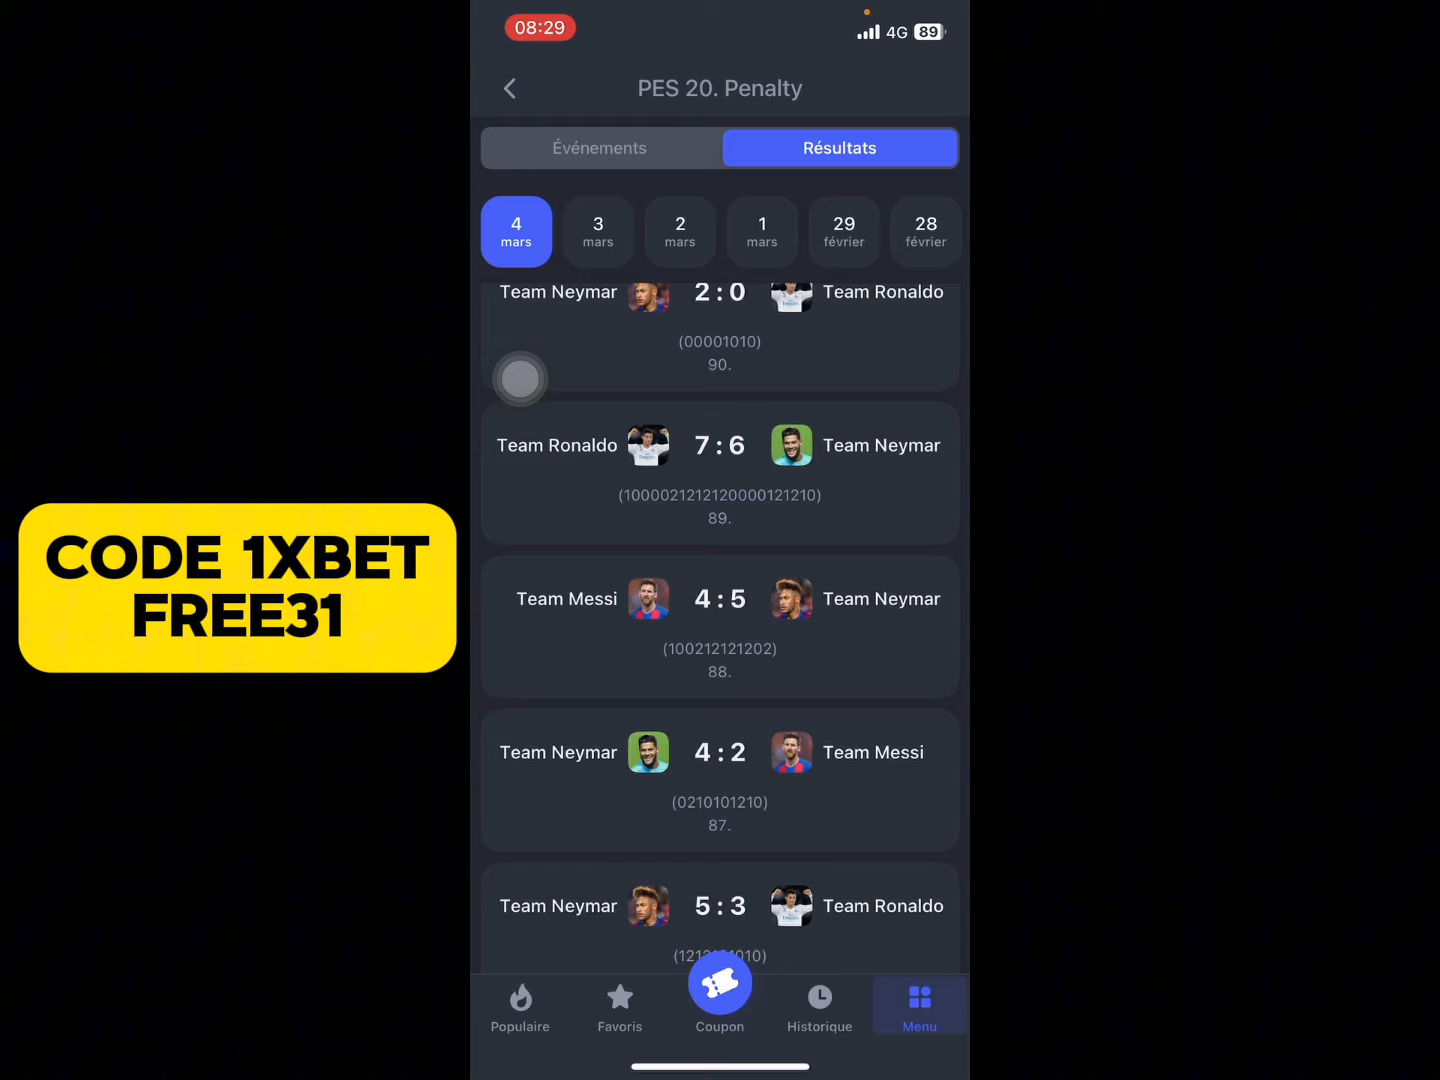 08:29
4G 89
PES 20. Penalty
Événements
Résultats
4 mars
3 mars
2 mars
1 mars
29 février
28 février
Team Neymar 2 : 0 Team Ronaldo
(00001010)
90.
Team Ronaldo 7 : 6 Team Neymar
(1000021212120000121210)
89.
Team Messi 4 : 5 Team Neymar
(100212121202)
88.
Team Neymar 4 : 2 Team Messi
(0210101210)
87.
Team Neymar 5 : 3 Team Ronaldo
CODE 1XBET
FREE31
Populaire
Favoris
Coupon
Historique
Menu